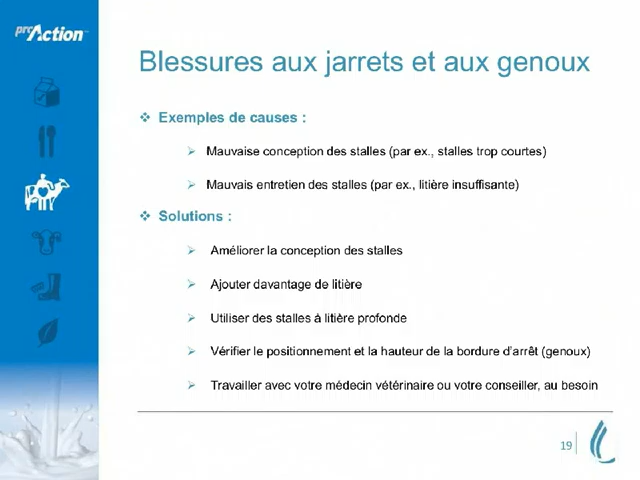 proAction
Blessures aux jarrets et aux genoux
Exemples de causes :
Mauvaise conception des stalles (par ex., stalles trop courtes)
Mauvais entretien des stalles (par ex., litière insuffisante)
Solutions :
Améliorer la conception des stalles
Ajouter davantage de litière
Utiliser des stalles à litière profonde
Vérifier le positionnement et la hauteur de la bordure d'arrêt (genoux)
Travailler avec votre médecin vétérinaire ou votre conseiller, au besoin
19